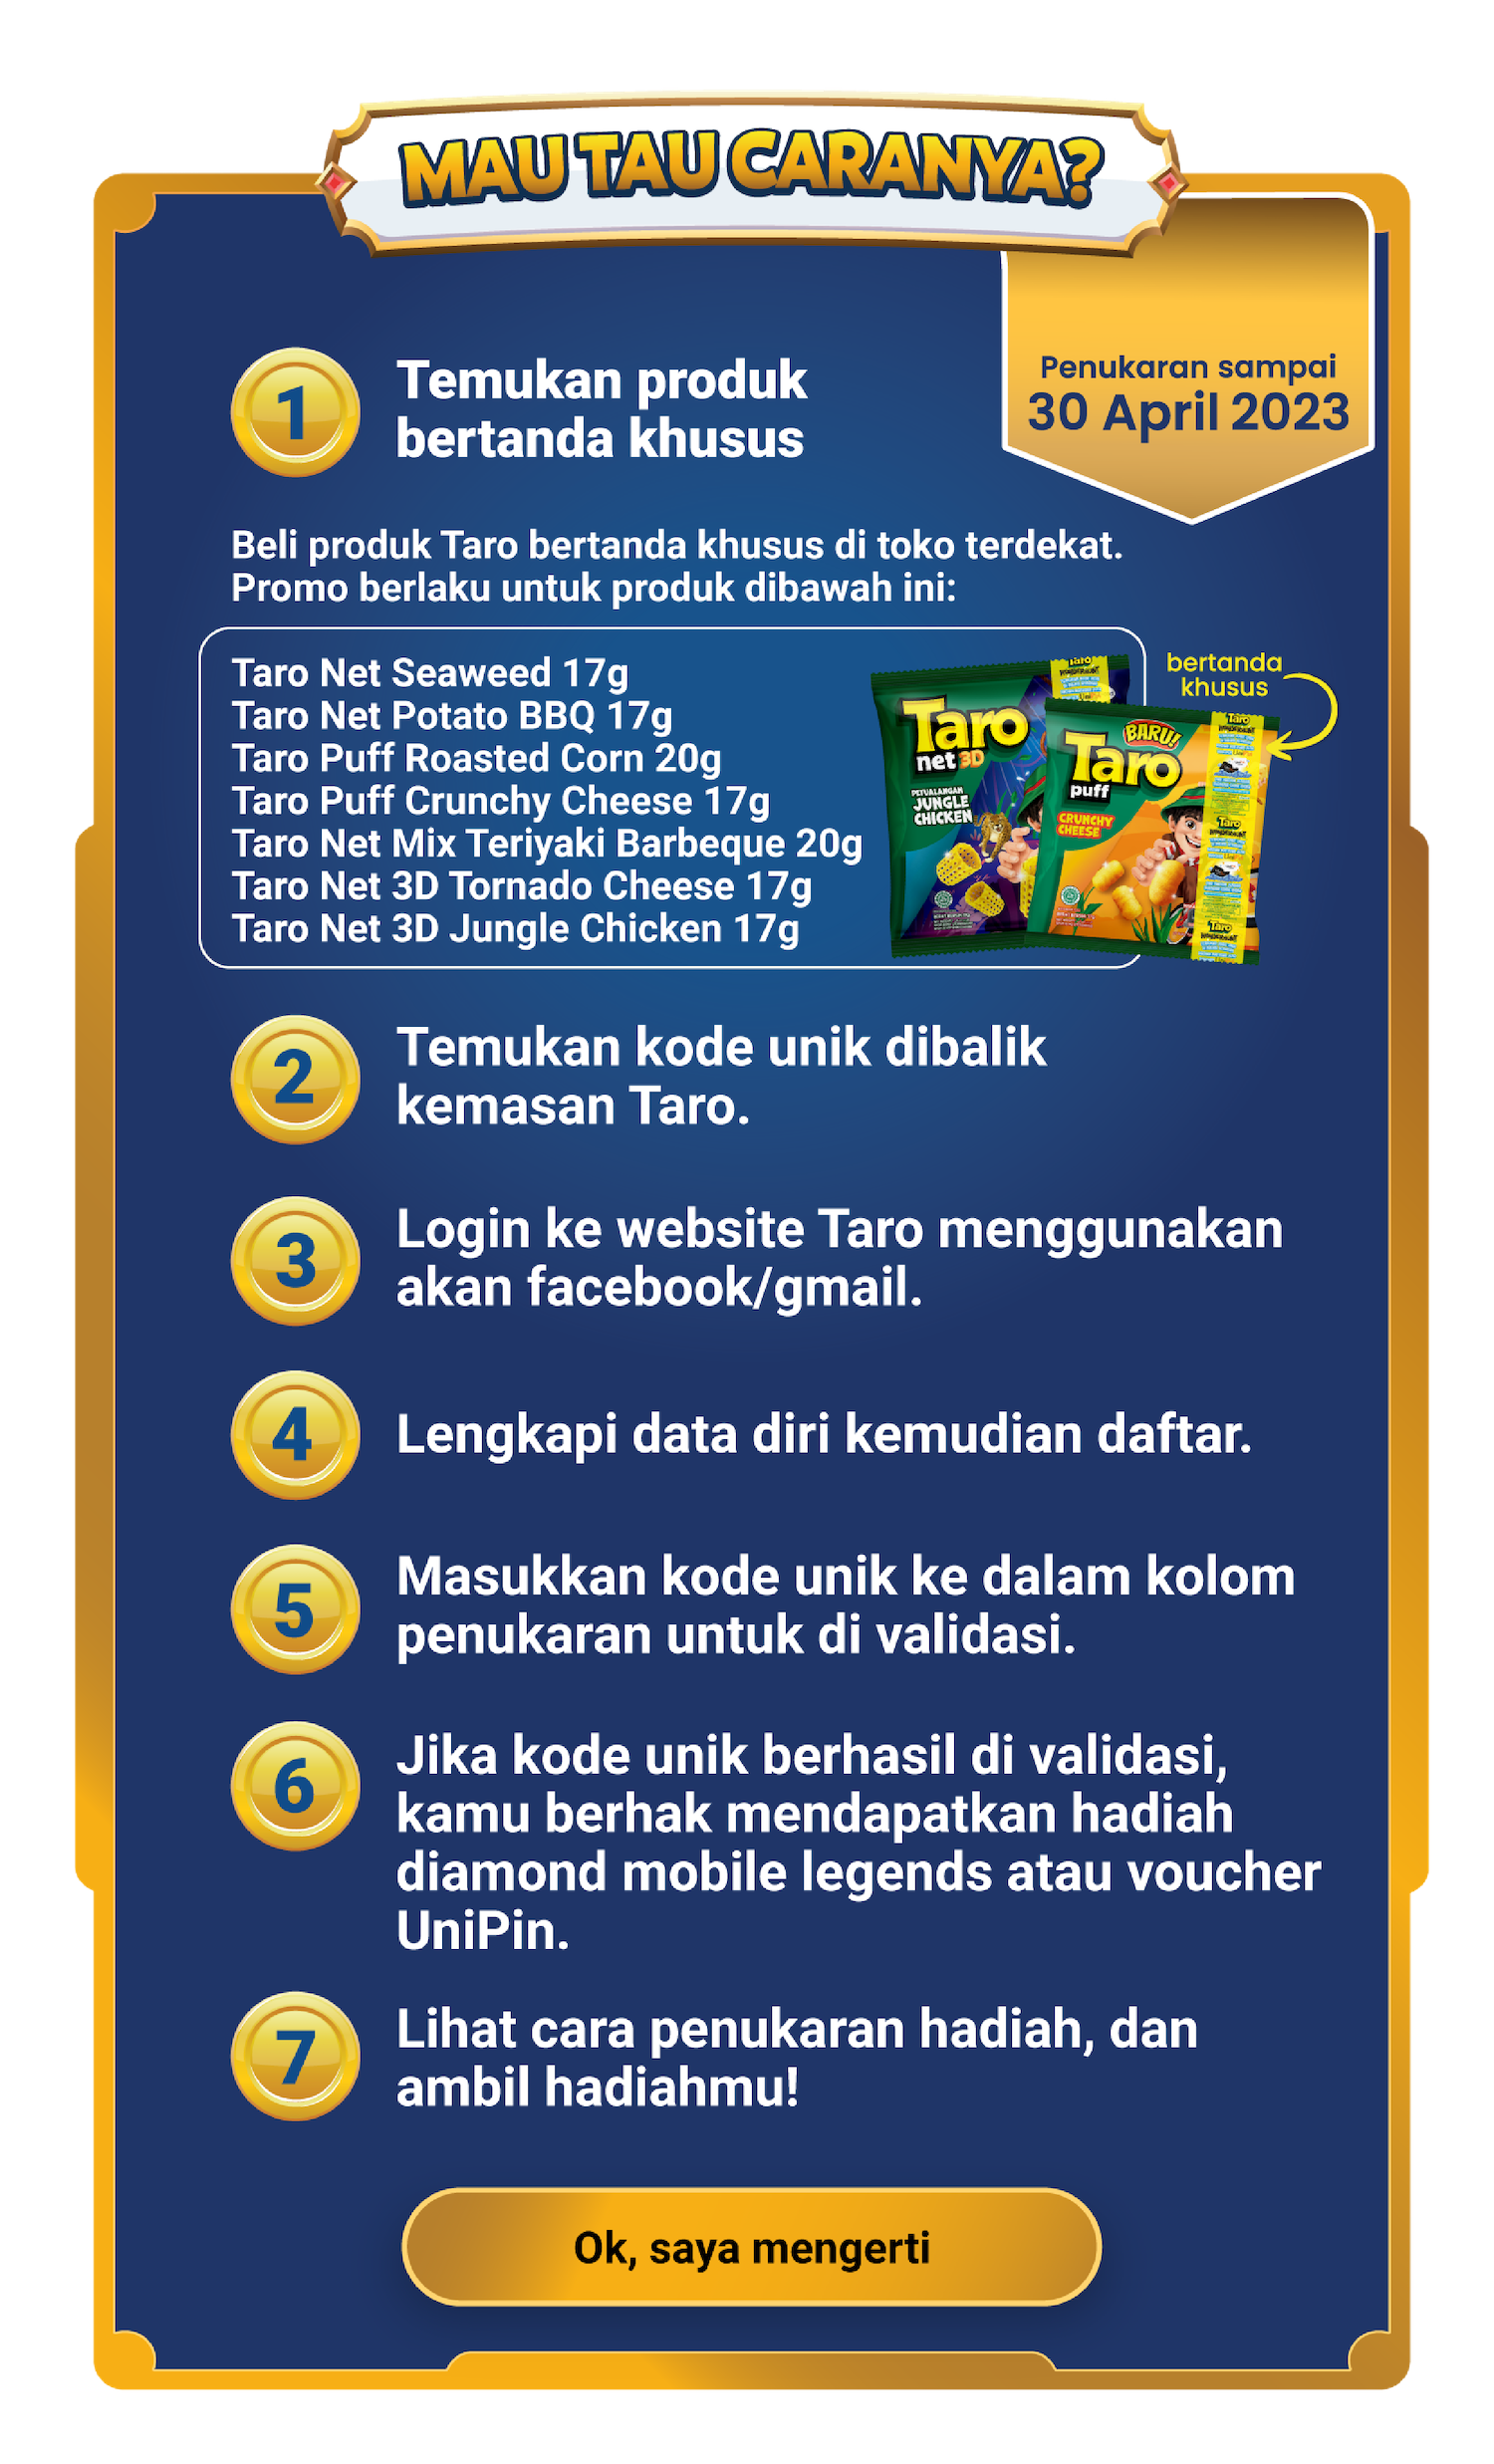 MAU TAU CARANYA?
Penukaran sampai
30 April 2023
1
Temukan produk
bertanda khusus
Beli produk Taro bertanda khusus di toko terdekat.
Promo berlaku untuk produk dibawah ini:
Taro Net Seaweed 17g
Taro Net Potato BBQ 17g
Taro Puff Roasted Corn 20g
Taro Puff Crunchy Cheese 17g
Taro Net Mix Teriyaki Barbeque 20g
Taro Net 3D Tornado Cheese 17g
Taro Net 3D Jungle Chicken 17g
Taro
net 3D
PETUALANGAN
JUNGLE
CHICKEN
BARU!
Taro
puff
CRUNCHY
CHEESE
bertanda
khusus
2
Temukan kode unik dibalik
kemasan Taro.
3
Login ke website Taro menggunakan
akan facebook/gmail.
4
Lengkapi data diri kemudian daftar.
5
Masukkan kode unik ke dalam kolom
penukaran untuk di validasi.
6
Jika kode unik berhasil di validasi,
kamu berhak mendapatkan hadiah
diamond mobile legends atau voucher
UniPin.
7
Lihat cara penukaran hadiah, dan
ambil hadiahmu!
Ok, saya mengerti